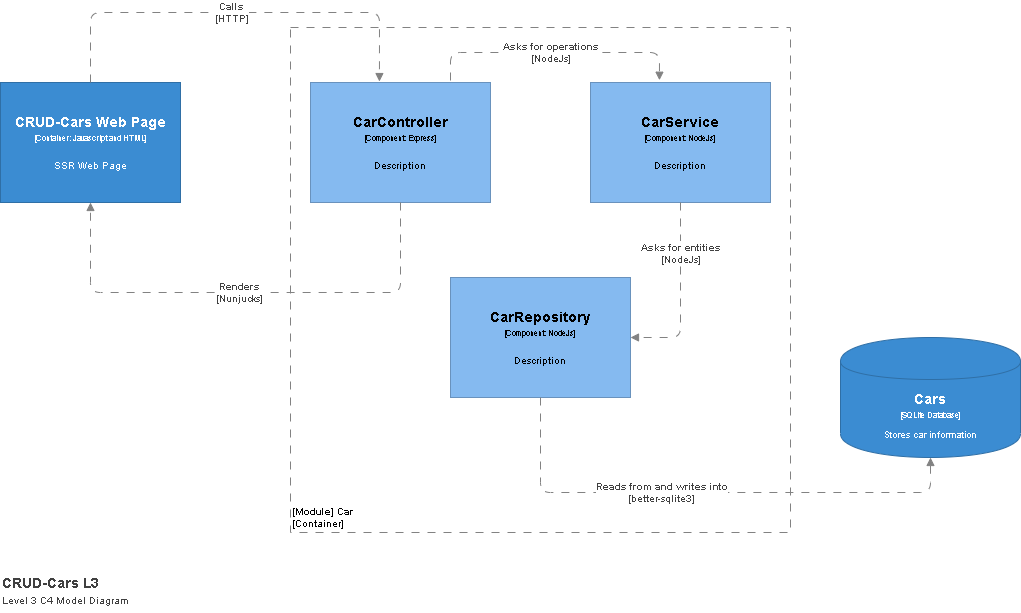 Calls
[HTTP]
Asks for operations
[NodeJs]
CRUD-Cars Web Page
[Container: Javascript and HTML]
SSR Web Page
CarController
[Component: Express]
Description
CarService
[Component: NodeJs]
Description
Asks for entities
[NodeJs]
Renders
[Nunjucks]
CarRepository
[Component: NodeJs]
Description
Cars
[SQLite Database]
Stores car information
Reads from and writes into
[better-sqlite3]
[Module] Car
[Container]
CRUD-Cars L3
Level 3 C4 Model Diagram